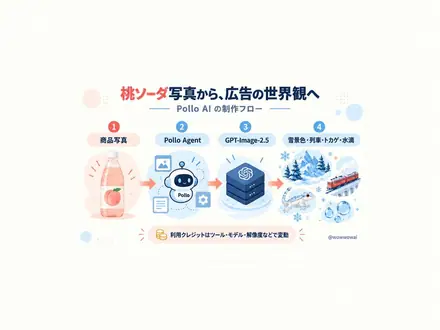 桃ソーダ写真から、広告の世界観へ
Pollo AI の制作フロー
1
商品写真
2
Pollo Agent
3
GPT-Image-2.5
4
雪景色・列車・トカゲ・水滴
Pollo
利用クレジットはツール・モデル・解像度などで変動